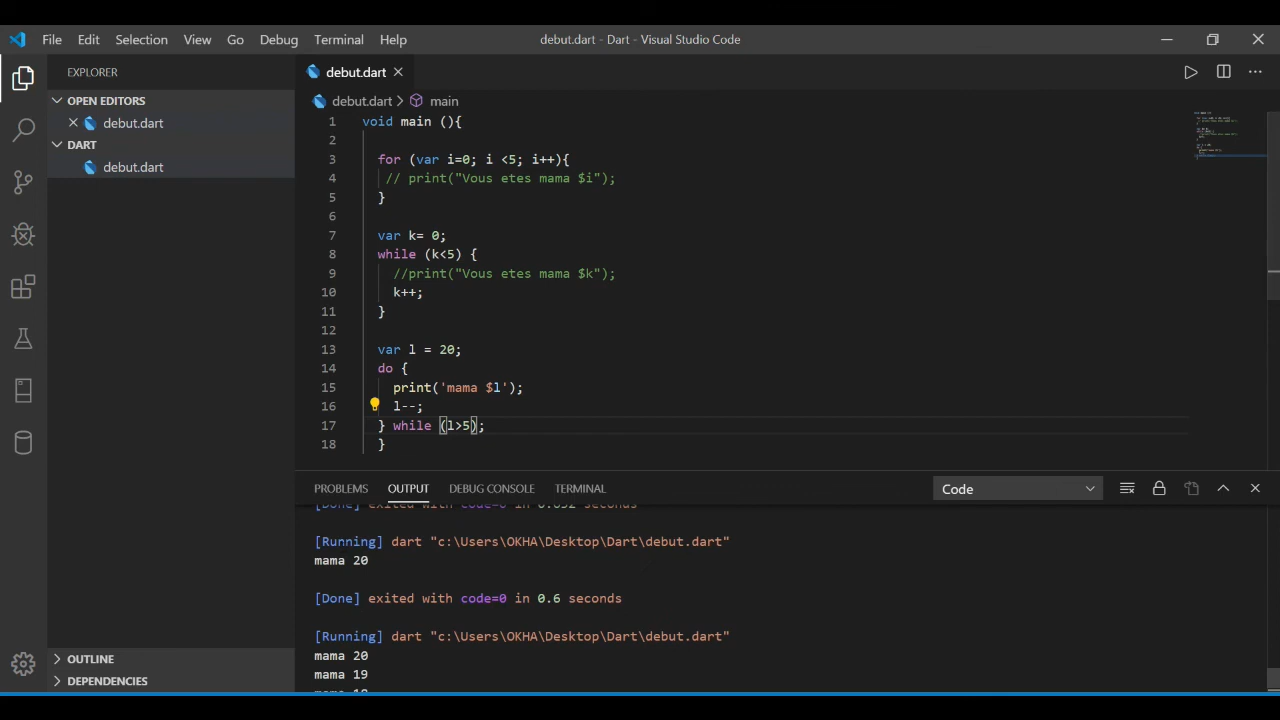 File Edit Selection View Go Debug Terminal Help
debut.dart - Dart - Visual Studio Code
EXPLORER
OPEN EDITORS
debut.dart
DART
debut.dart
OUTLINE
DEPENDENCIES
debut.dart
debut.dart > main
1 void main (){
2
3 for (var i=0; i <5; i++){
4 // print("Vous etes mama $i");
5 }
6
7 var k= 0;
8 while (k<5) {
9 //print("Vous etes mama $k");
10 k++;
11 }
12
13 var l = 20;
14 do {
15 print('mama $l');
16 l--;
17 } while (l>5);
18 }
PROBLEMS OUTPUT DEBUG CONSOLE TERMINAL
Code
[Done] exited with code=0 in 0.652 seconds
[Running] dart "c:\Users\OKHA\Desktop\Dart\debut.dart"
mama 20
[Done] exited with code=0 in 0.6 seconds
[Running] dart "c:\Users\OKHA\Desktop\Dart\debut.dart"
mama 20
mama 19
mama 18